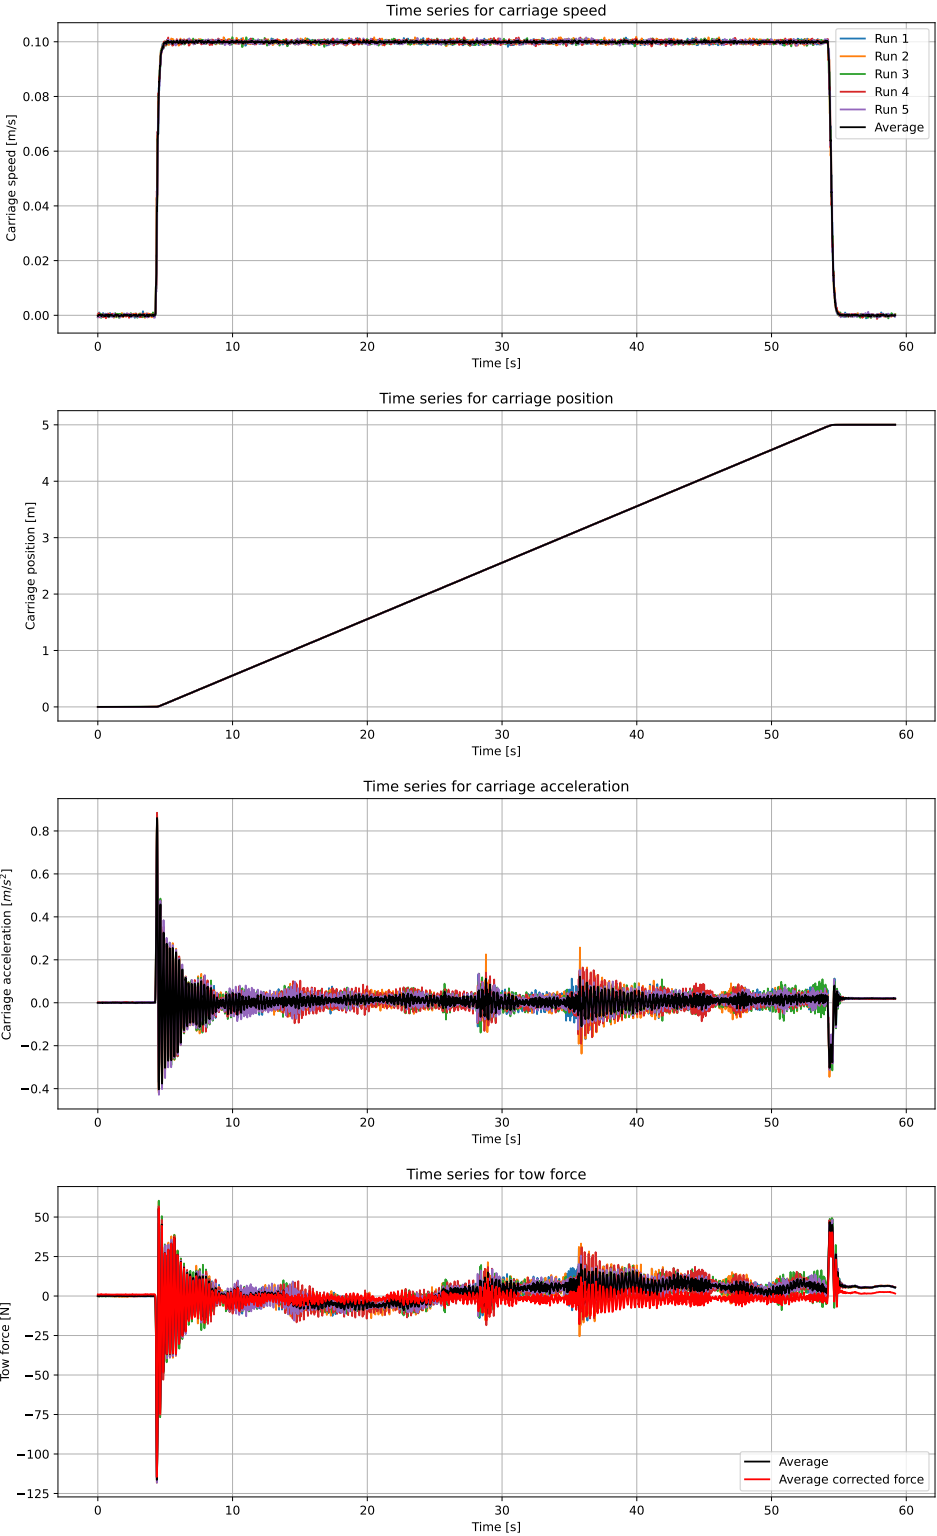 Time series for carriage speed
Carriage speed [m/s]
0.10
0.08
0.06
0.04
0.02
0.00
Run 1
Run 2
Run 3
Run 4
Run 5
Average
0 10 20 30 40 50 60
Time [s]
Time series for carriage position
Carriage position [m]
5
4
3
2
1
0
0 10 20 30 40 50 60
Time [s]
Time series for carriage acceleration
Carriage acceleration [m/s²]
0.8
0.6
0.4
0.2
0.0
−0.2
−0.4
0 10 20 30 40 50 60
Time [s]
Time series for tow force
Tow force [N]
50
25
0
−25
−50
−75
−100
−125
Average
Average corrected force
0 10 20 30 40 50 60
Time [s]